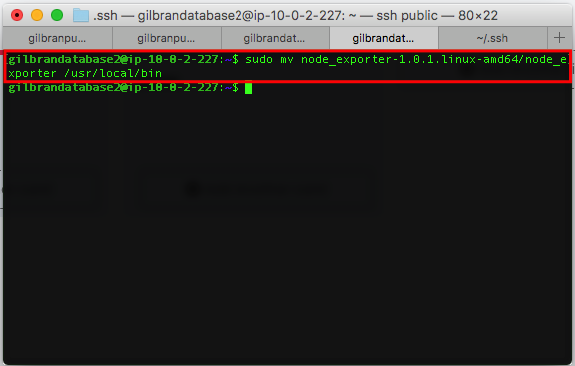 .ssh — gilbrandatabase2@ip-10-0-2-227: ~ — ssh public — 80×22
gilbranpu... gilbranpu... gilbrandat... gilbrandat... ~/.ssh +
gilbrandatabase2@ip-10-0-2-227:~$ sudo mv node_exporter-1.0.1.linux-amd64/node_e
xporter /usr/local/bin
gilbrandatabase2@ip-10-0-2-227:~$